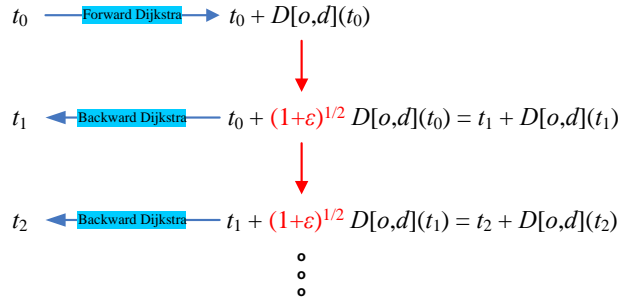 t₀ Forward Dijkstra t₀ + D[o,d](t₀)
t₁ Backward Dijkstra t₀ + (1+ε)^{1/2} D[o,d](t₀) = t₁ + D[o,d](t₁)
t₂ Backward Dijkstra t₁ + (1+ε)^{1/2} D[o,d](t₁) = t₂ + D[o,d](t₂)